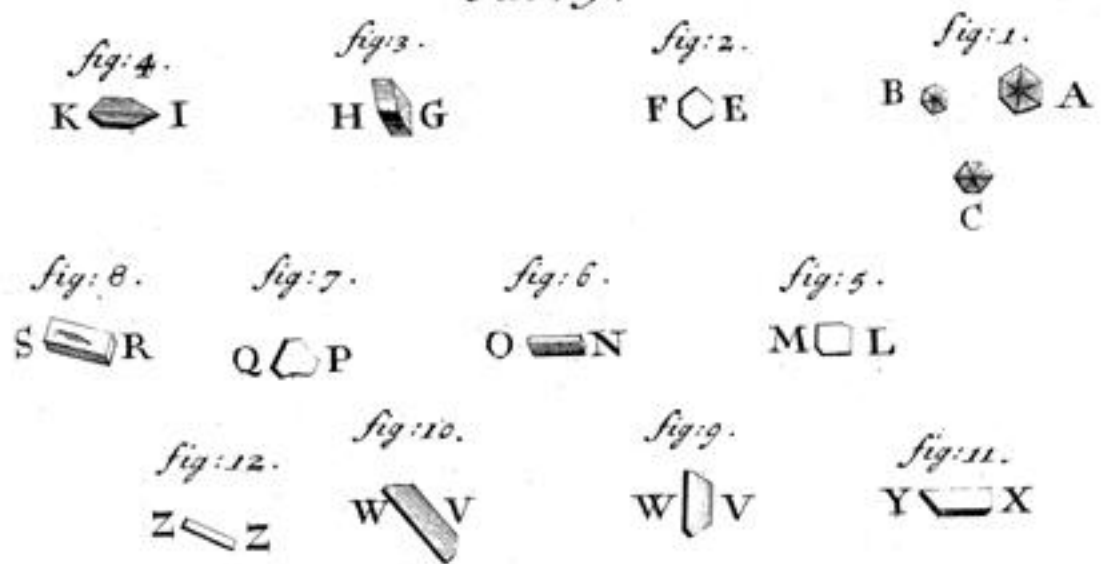 fig:4. fig:3. fig:2. fig:1.
K I H G F E B A
C
fig:8. fig:7. fig:6. fig:5.
S R Q P O N M L
fig:12. fig:10. fig:9. fig:11.
Z Z W V W V Y X